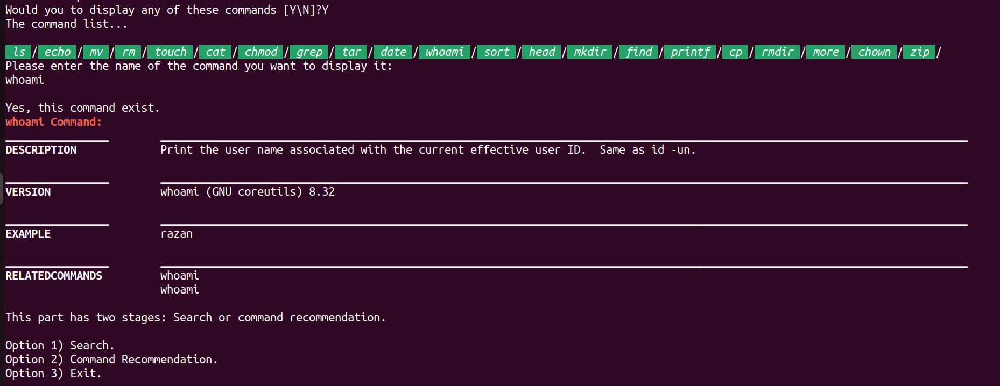 Would you to display any of these commands [Y\N]?Y
The command list...
ls / echo / mv / rm / touch / cat / chmod / grep / tar / date / whoami / sort / head / mkdir / find / printf / cp / rmdir / more / chown / zip /
Please enter the name of the command you want to display it:
whoami
Yes, this command exist.
whoami Command:
DESCRIPTION Print the user name associated with the current effective user ID.  Same as id -un.
VERSION whoami (GNU coreutils) 8.32
EXAMPLE razan
RELATEDCOMMANDS whoami
whoami
This part has two stages: Search or command recommendation.
Option 1) Search.
Option 2) Command Recommendation.
Option 3) Exit.